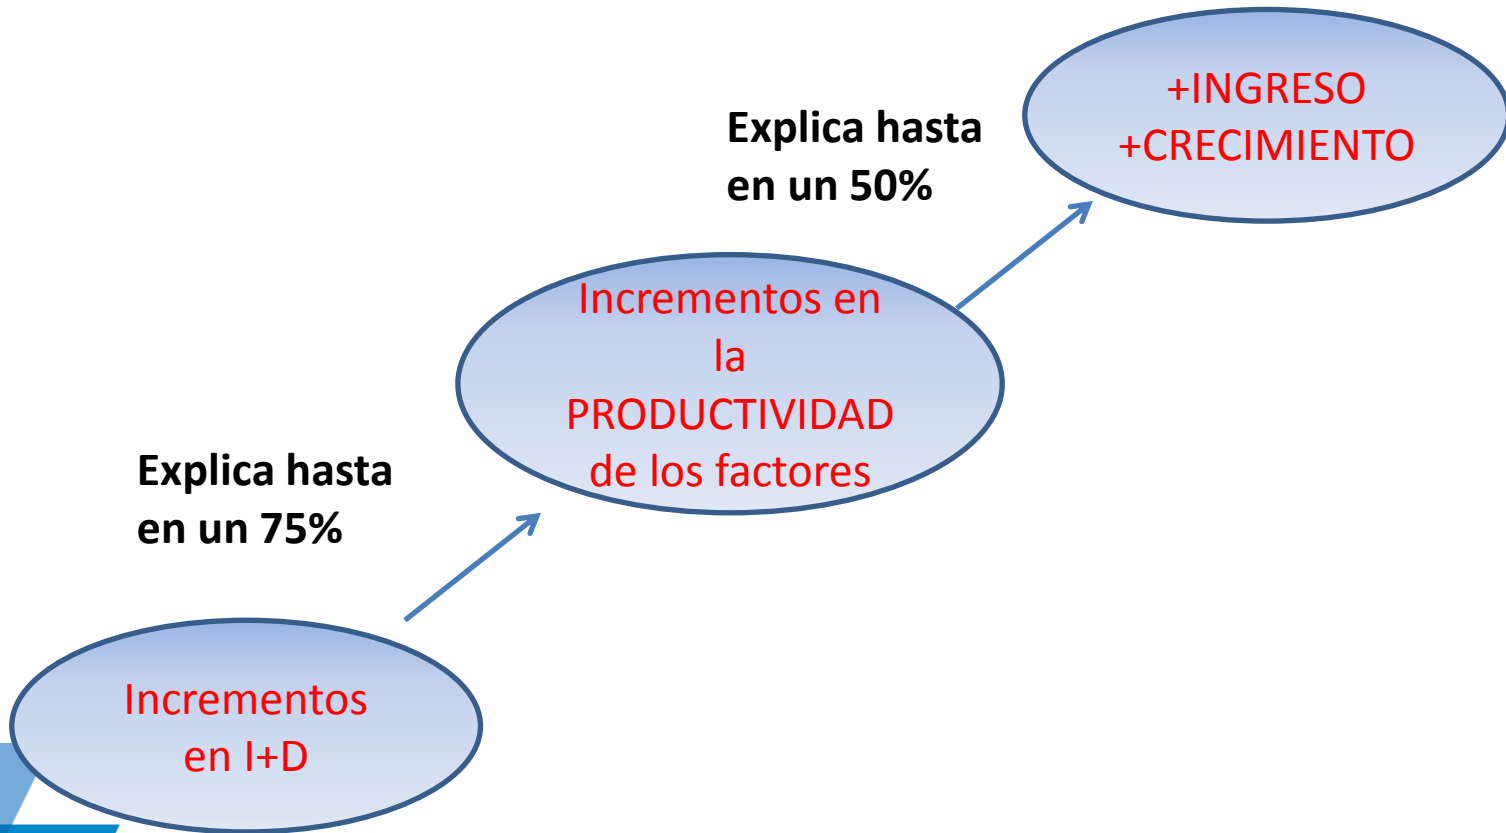 +INGRESO
+CRECIMIENTO
Explica hasta
en un 50%
Incrementos en
la
PRODUCTIVIDAD
de los factores
Explica hasta
en un 75%
Incrementos
en I+D